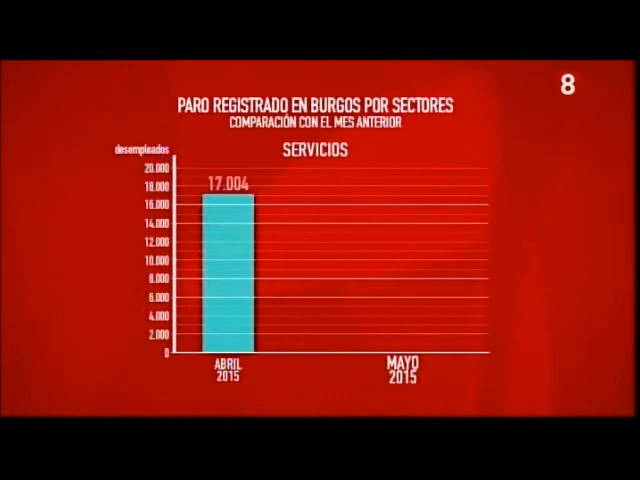 8
PARO REGISTRADO EN BURGOS POR SECTORES
COMPARACIÓN CON EL MES ANTERIOR
desempleados
SERVICIOS
20.000
18.000
16.000
14.000
12.000
10.000
8.000
6.000
4.000
2.000
0
17.004
ABRIL
2015
MAYO
2015